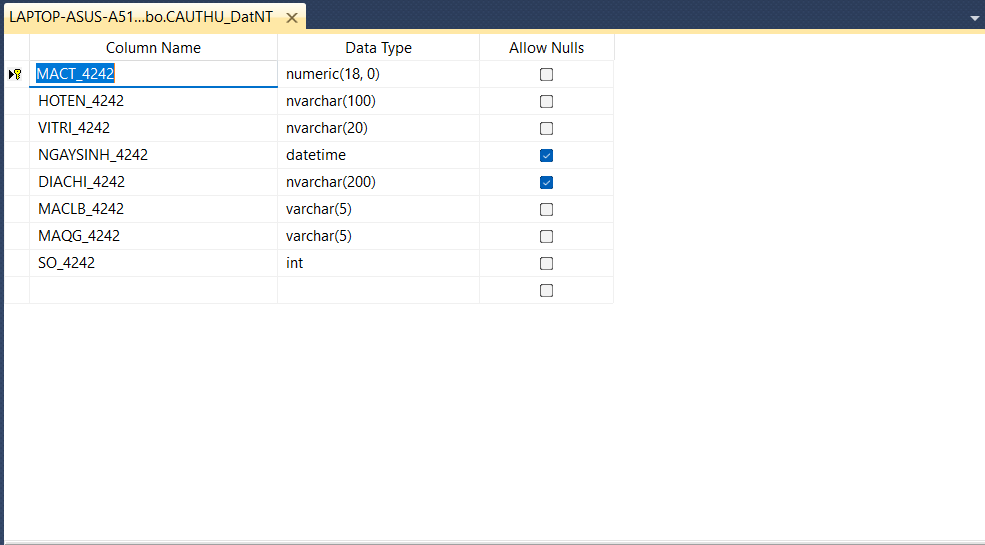 LAPTOP-ASUS-A51...bo.CAUTHU_DatNT
Column Name Data Type Allow Nulls
MACT_4242 numeric(18, 0)
HOTEN_4242 nvarchar(100)
VITRI_4242 nvarchar(20)
NGAYSINH_4242 datetime
DIACHI_4242 nvarchar(200)
MACLB_4242 varchar(5)
MAQG_4242 varchar(5)
SO_4242 int